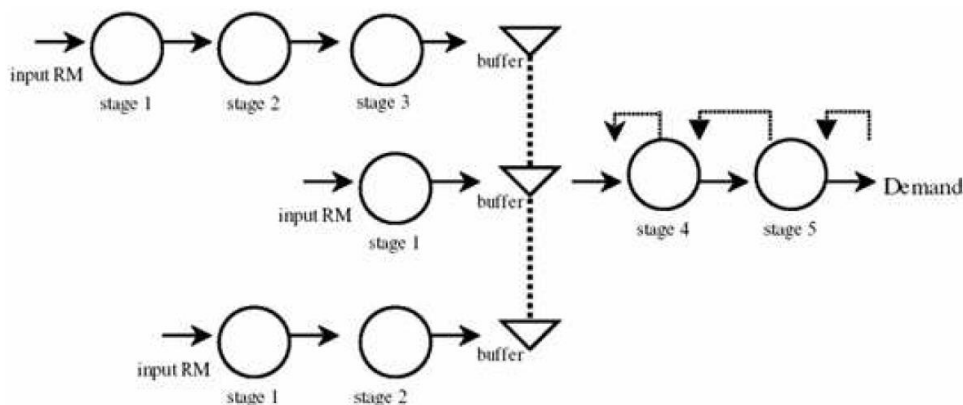 input RM
stage 1
stage 2
stage 3
buffer
input RM
stage 1
buffer
stage 4
stage 5
Demand
input RM
stage 1
stage 2
buffer